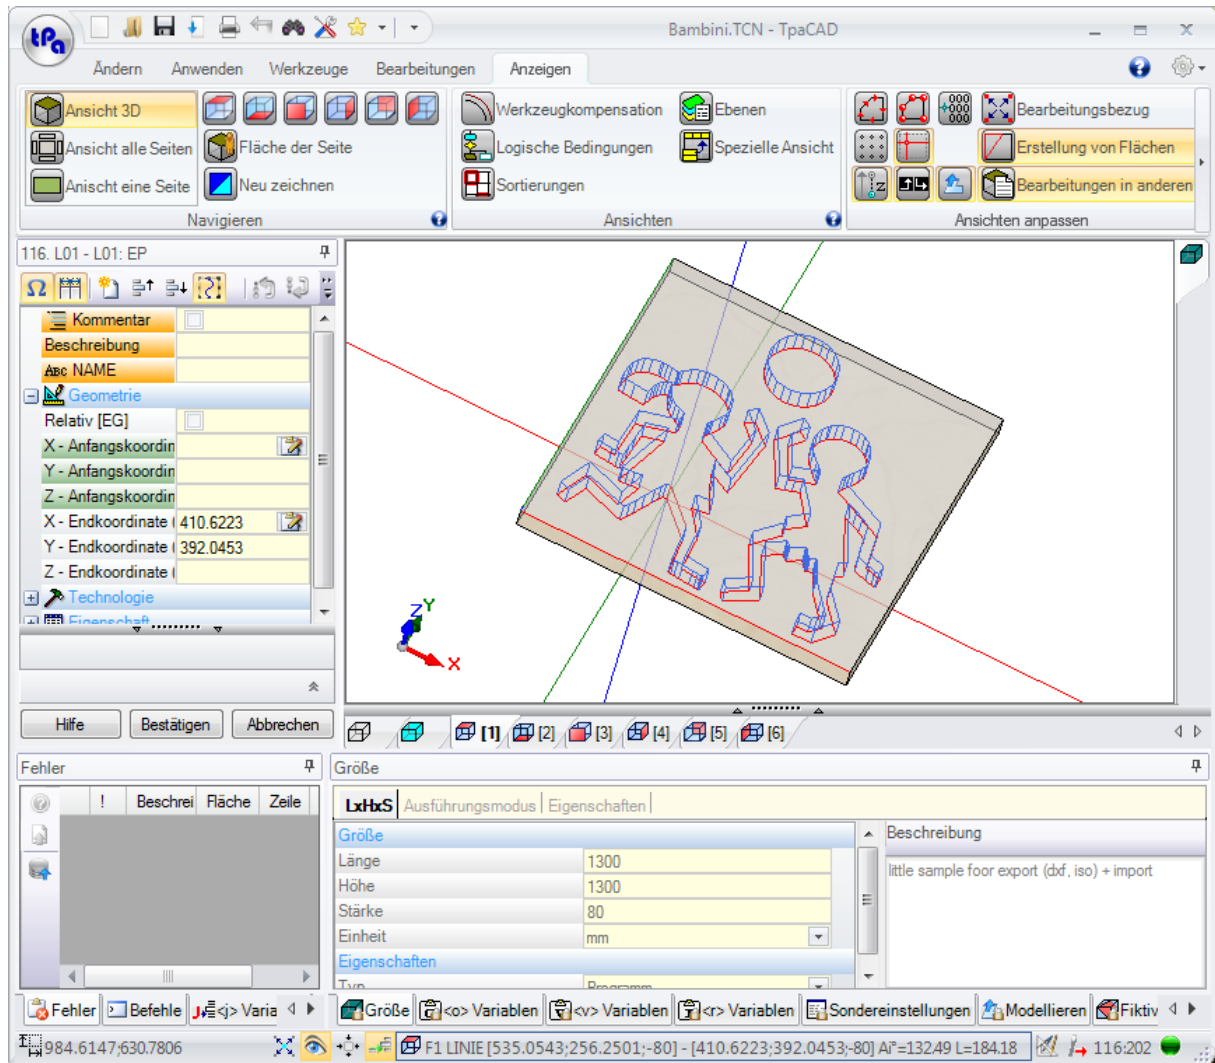 tPa
Bambini.TCN - TpaCAD
Ändern Anwenden Werkzeuge Bearbeitungen Anzeigen
Ansicht 3D
Ansicht alle Seiten
Anischt eine Seite
Fläche der Seite
Neu zeichnen
Navigieren
Werkzeugkompensation
Logische Bedingungen
Sortierungen
Ebenen
Spezielle Ansicht
Ansichten
Bearbeitungsbezug
Erstellung von Flächen
Bearbeitungen in anderen
Ansichten anpassen
116. L01 - L01: EP
Kommentar
Beschreibung
ABC NAME
Geometrie
Relativ [EG]
X - Anfangskoordin
Y - Anfangskoordin
Z - Anfangskoordin
X - Endkoordinate ( 410.6223
Y - Endkoordinate ( 392.0453
Z - Endkoordinate (
Technologie
Eigenschaft
Hilfe Bestätigen Abbrechen
Z Y
X
[1] [2] [3] [4] [5] [6]
Fehler
! Beschrei Fläche Zeile
Größe
LxHxS Ausführungsmodus Eigenschaften
Größe
Länge 1300
Höhe 1300
Stärke 80
Einheit mm
Eigenschaften
Typ Programm
Beschreibung
little sample foor export (dxf, iso) + import
Fehler Befehle <j> Varia
Größe <o> Variablen <v> Variablen <r> Variablen Sondereinstellungen Modellieren Fiktiv
984.6147;630.7806
F1 LINIE [535.0543;256.2501;-80] - [410.6223;392.0453;-80] Ai°=132.49 L=184.18
116:202